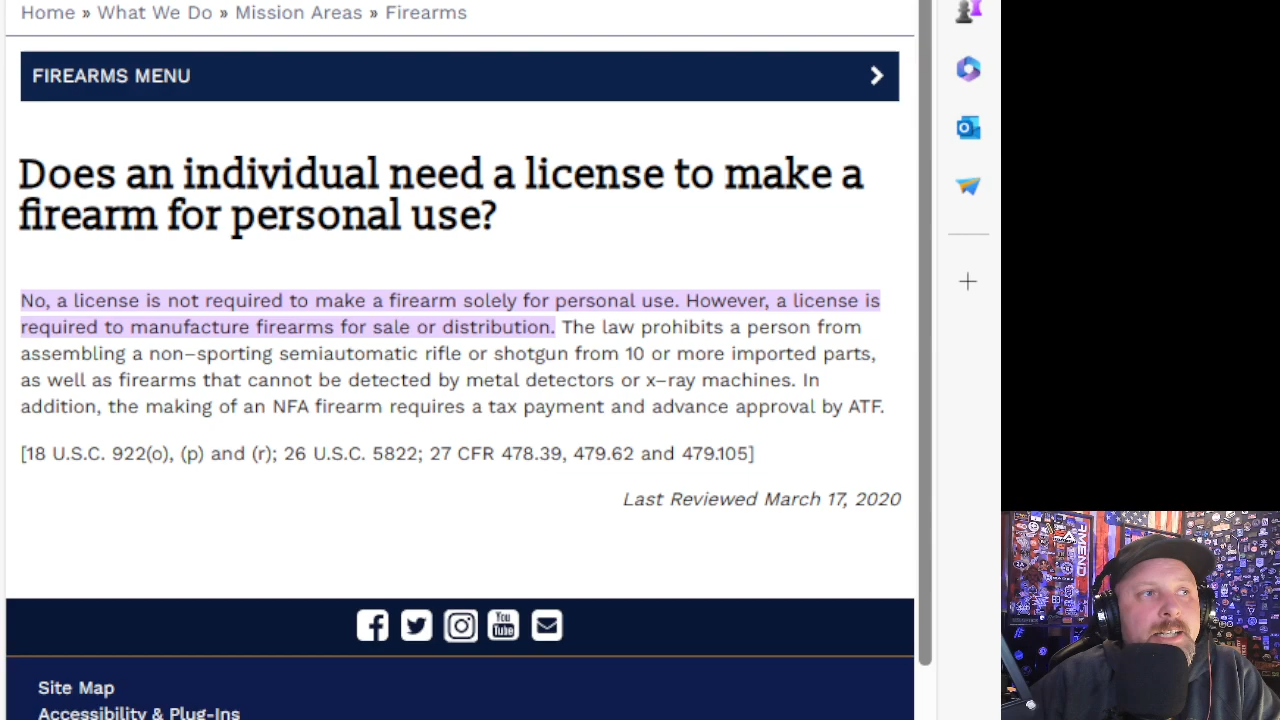 Home » What We Do » Mission Areas » Firearms
FIREARMS MENU
Does an individual need a license to make a
firearm for personal use?
No, a license is not required to make a firearm solely for personal use. However, a license is
required to manufacture firearms for sale or distribution. The law prohibits a person from
assembling a non–sporting semiautomatic rifle or shotgun from 10 or more imported parts,
as well as firearms that cannot be detected by metal detectors or x–ray machines. In
addition, the making of an NFA firearm requires a tax payment and advance approval by ATF.
[18 U.S.C. 922(o), (p) and (r); 26 U.S.C. 5822; 27 CFR 478.39, 479.62 and 479.105]
Last Reviewed March 17, 2020
You
Tube
Site Map
Accessibility & Plug-Ins
AMEND